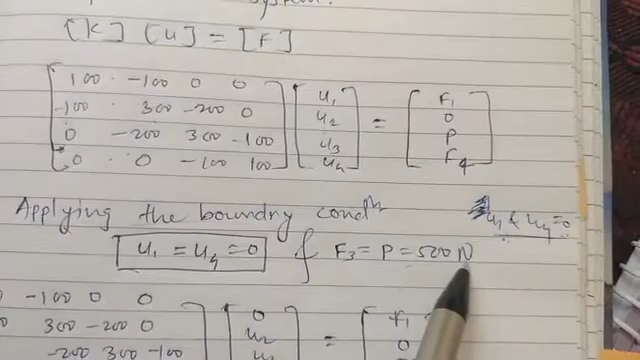 system.
[K] [u] = [F]
100 -100 0 0 u1 F1
-100 300 -200 0 u2 = 0
0 -200 300 -100 u3 P
0 0 -100 100 u4 F4
Applying the boundry condn
u1 & u4 = 0
u1 = u4 = 0 & F3 = P = 500 N
-100 0 0 0 F1
300 -200 0 u2 = 0
-200 300 -100